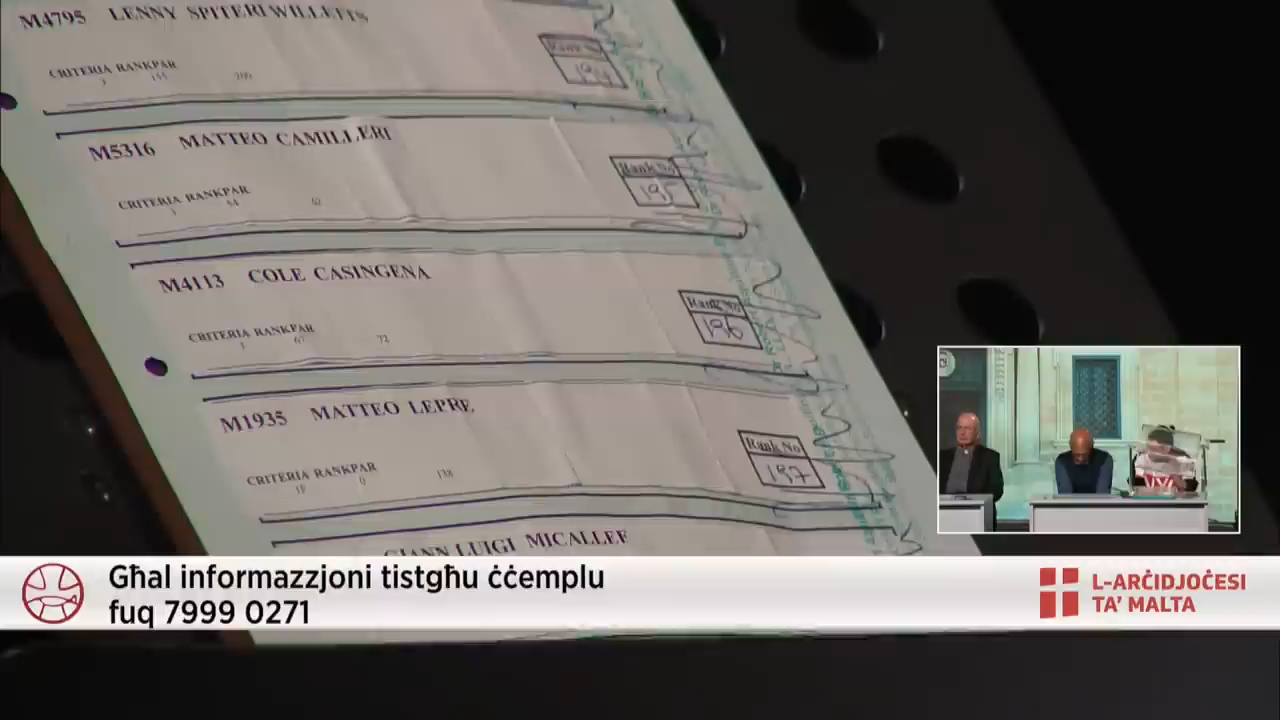 M4795 LENNY SPITERI WILLETTS
Rank No
194
CRITERIA RANKPAR
M5316 MATTEO CAMILLERI
Rank No
195
CRITERIA RANKPAR
M4113 COLE CASINGENA
Rank No
196
CRITERIA RANKPAR
72
M1935 MATTEO LEPRE
Rank No
197
CRITERIA RANKPAR
GIANN LUIGI MICALLEF
Għal informazzjoni tistgħu ċċemplu
fuq 7999 0271
L-ARĊIDJOĊESI
TA' MALTA